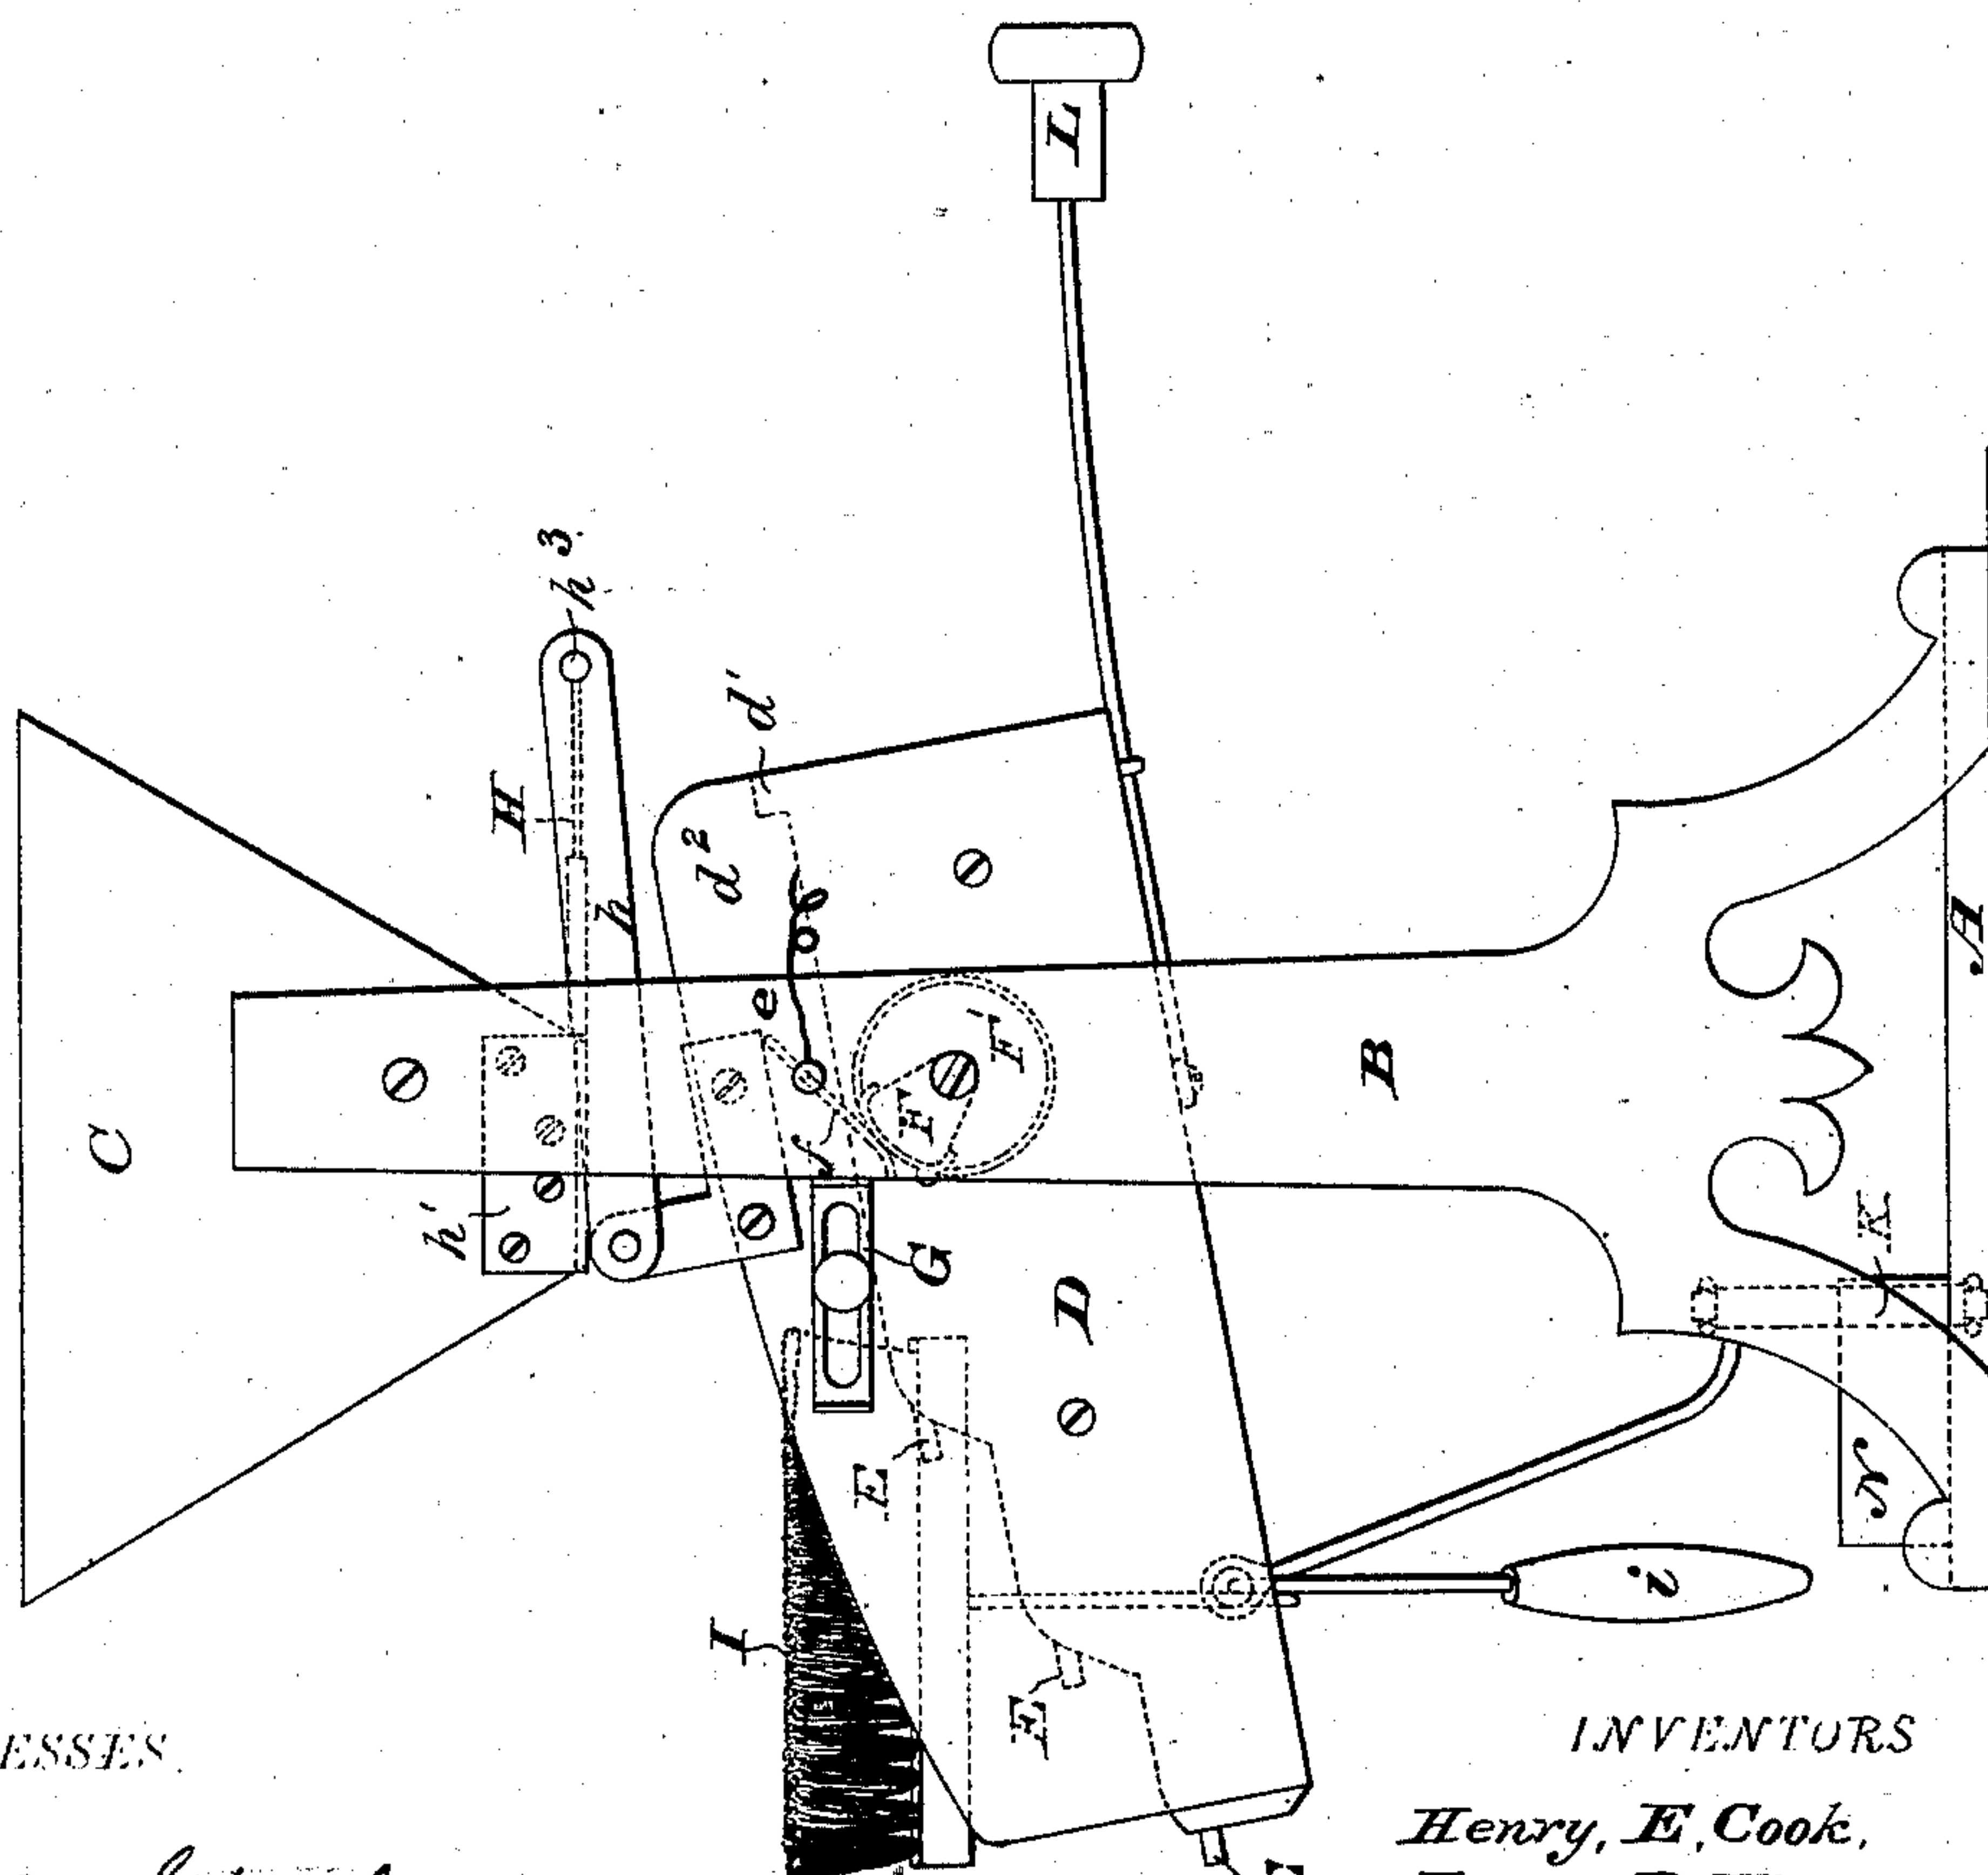 L
C
h³
H
h
d'
d²
h'
e
f
F
F'
B
G
D
A
K
E
N
I
E
i
ESSES
INVENTORS
Henry, E, Cook,